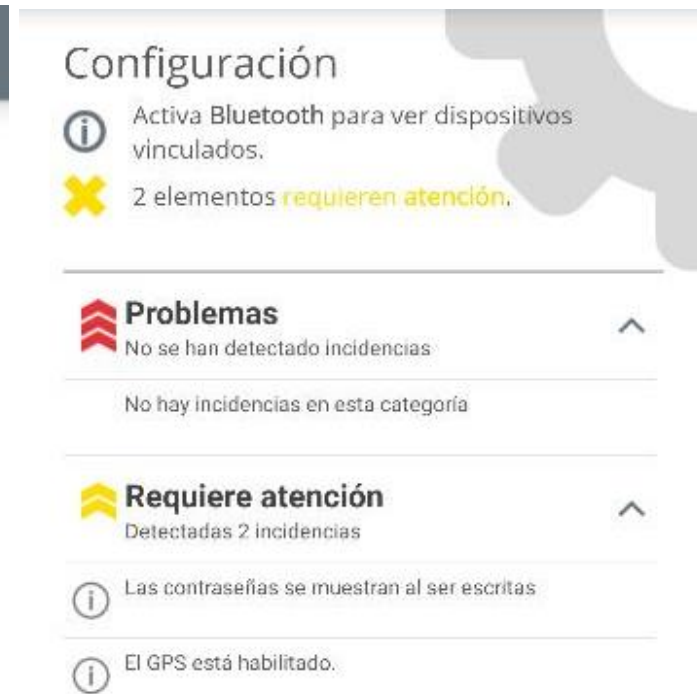 Configuración
Activa Bluetooth para ver dispositivos
vinculados.
2 elementos requieren atención.
Problemas
No se han detectado incidencias
No hay incidencias en esta categoría
Requiere atención
Detectadas 2 incidencias
Las contraseñas se muestran al ser escritas
El GPS está habilitado.